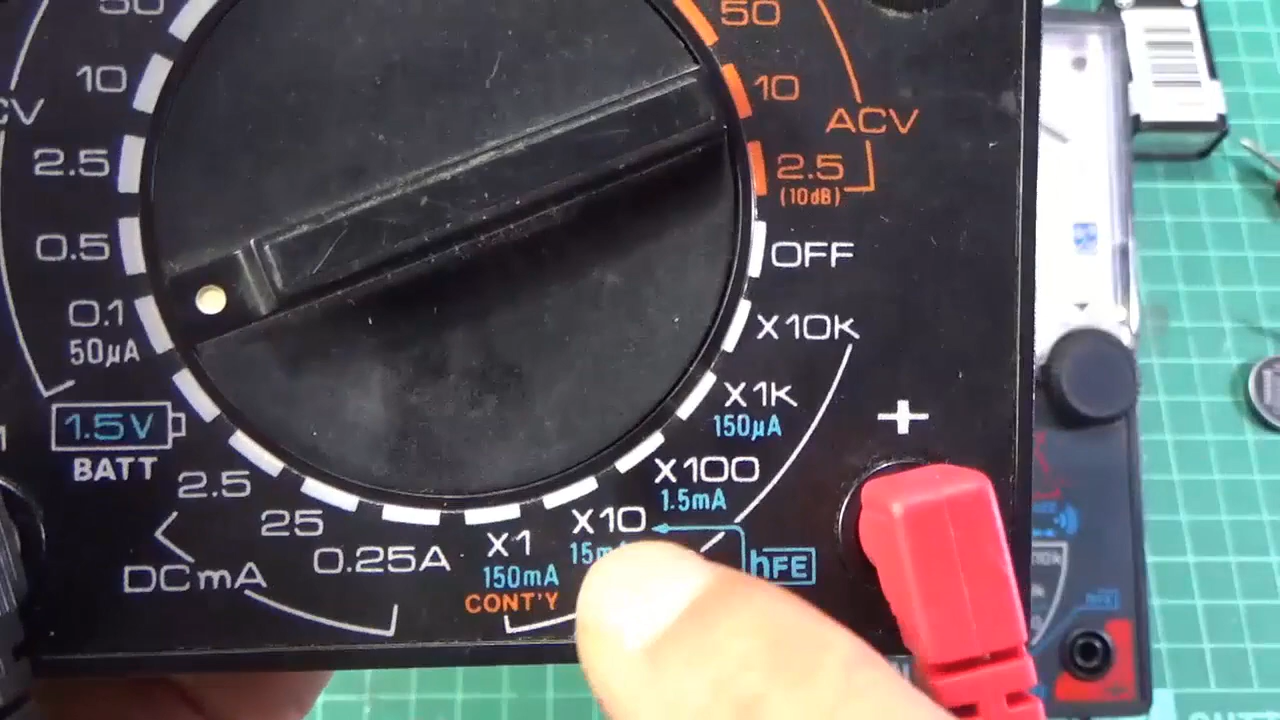 50
10
2.5
0.5
0.1
50μA
1.5V
BATT
2.5
25
0.25A
DCmA
X1
150mA
CONT'Y
X10
X100
1.5mA
X1K
150μA
X10K
OFF
2.5
(10dB)
10
50
ACV
hFE
+